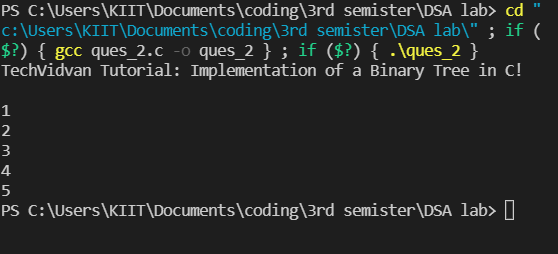 PS C:\Users\KIIT\Documents\coding\3rd semister\DSA lab> cd "
c:\Users\KIIT\Documents\coding\3rd semister\DSA lab\" ; if (
$?) { gcc ques_2.c -o ques_2 } ; if ($?) { .\ques_2 }
TechVidvan Tutorial: Implementation of a Binary Tree in C!

1
2
3
4
5
PS C:\Users\KIIT\Documents\coding\3rd semister\DSA lab>